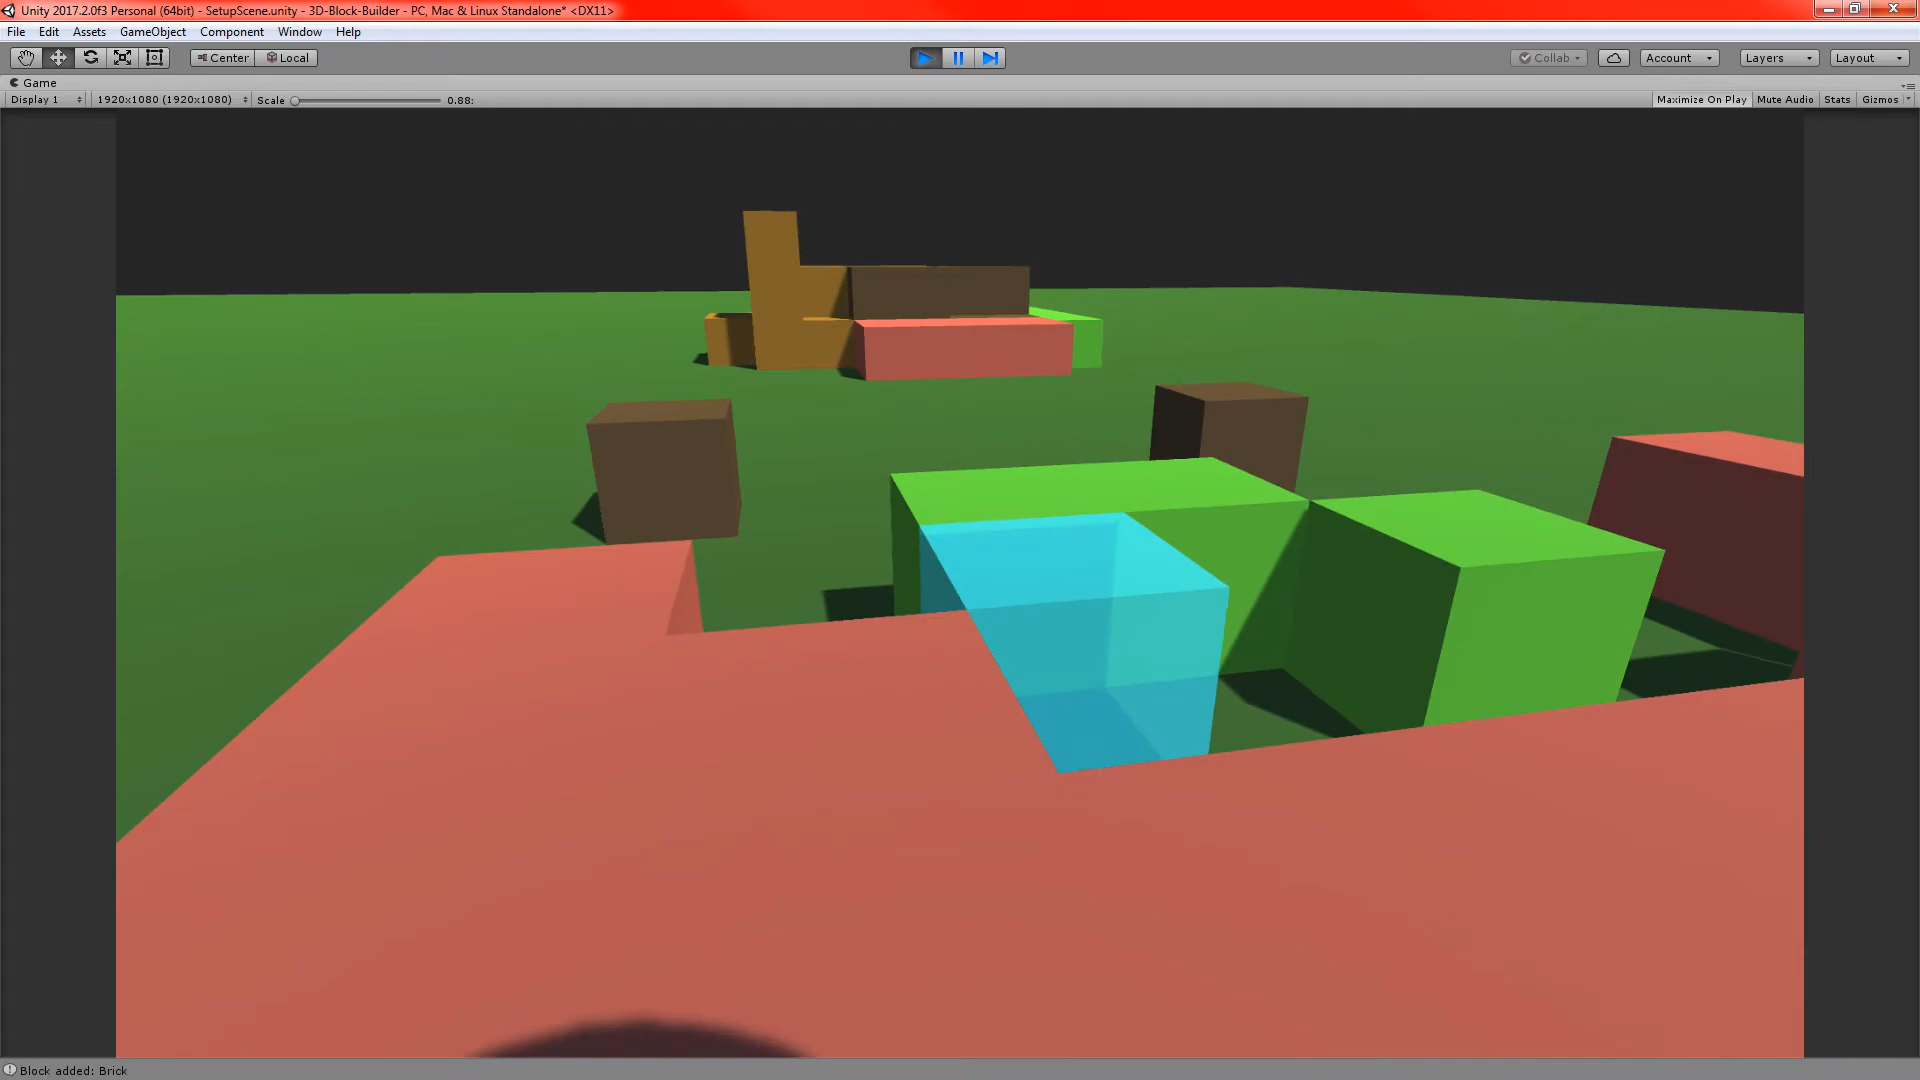 Unity 2017.2.0f3 Personal (64bit) - SetupScene.unity - 3D-Block-Builder - PC, Mac & Linux Standalone* <DX11>
File Edit Assets GameObject Component Window Help
Center Local Collab Account Layers Layout
Game
Display 1 1920x1080 (1920x1080) Scale 0.88: Maximize On Play Mute Audio Stats Gizmos
Block added: Brick